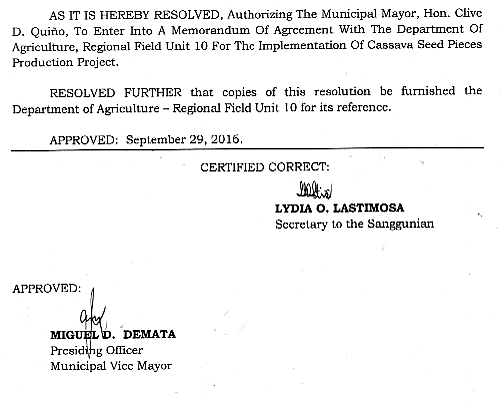 AS IT IS HEREBY RESOLVED, Authorizing The Municipal Mayor, Hon. Clive
D. Quiño, To Enter Into A Memorandum Of Agreement With The Department Of
Agriculture, Regional Field Unit 10 For The Implementation Of Cassava Seed Pieces
Production Project.
RESOLVED FURTHER that copies of this resolution be furnished the
Department of Agriculture – Regional Field Unit 10 for its reference.
APPROVED: September 29, 2016.
CERTIFIED CORRECT:
LYDIA O. LASTIMOSA
Secretary to the Sanggunian
APPROVED:
MIGUEL D. DEMATA
Presiding Officer
Municipal Vice Mayor